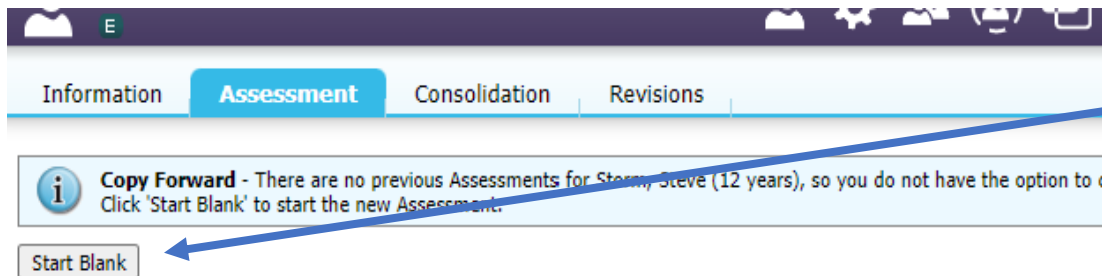 E
Information Assessment Consolidation Revisions
Copy Forward - There are no previous Assessments for Storm, Steve (12 years), so you do not have the option to
Click 'Start Blank' to start the new Assessment.
Start Blank